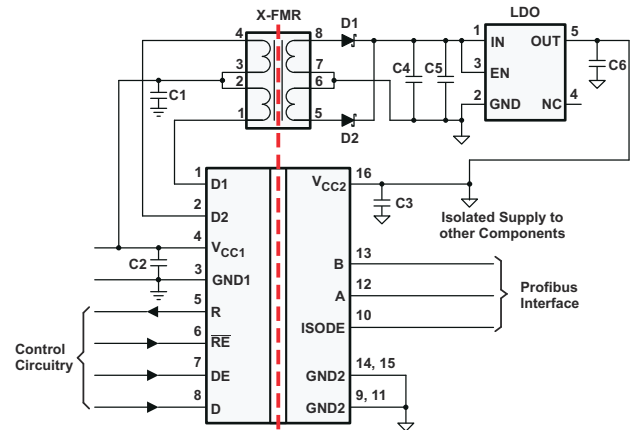 X-FMR
D1
LDO
4
8
1
IN
OUT
5
3
7
C4
C5
3
EN
C6
2
6
C1
2
GND
NC
4
1
5
D2
1
D1
16
VCC2
2
D2
C3
Isolated Supply to
other Components
4
VCC1
13
B
C2
3
GND1
12
A
Profibus
Interface
5
R
10
ISODE
6
RE
Control
Circuitry
7
DE
14, 15
GND2
8
D
9, 11
GND2